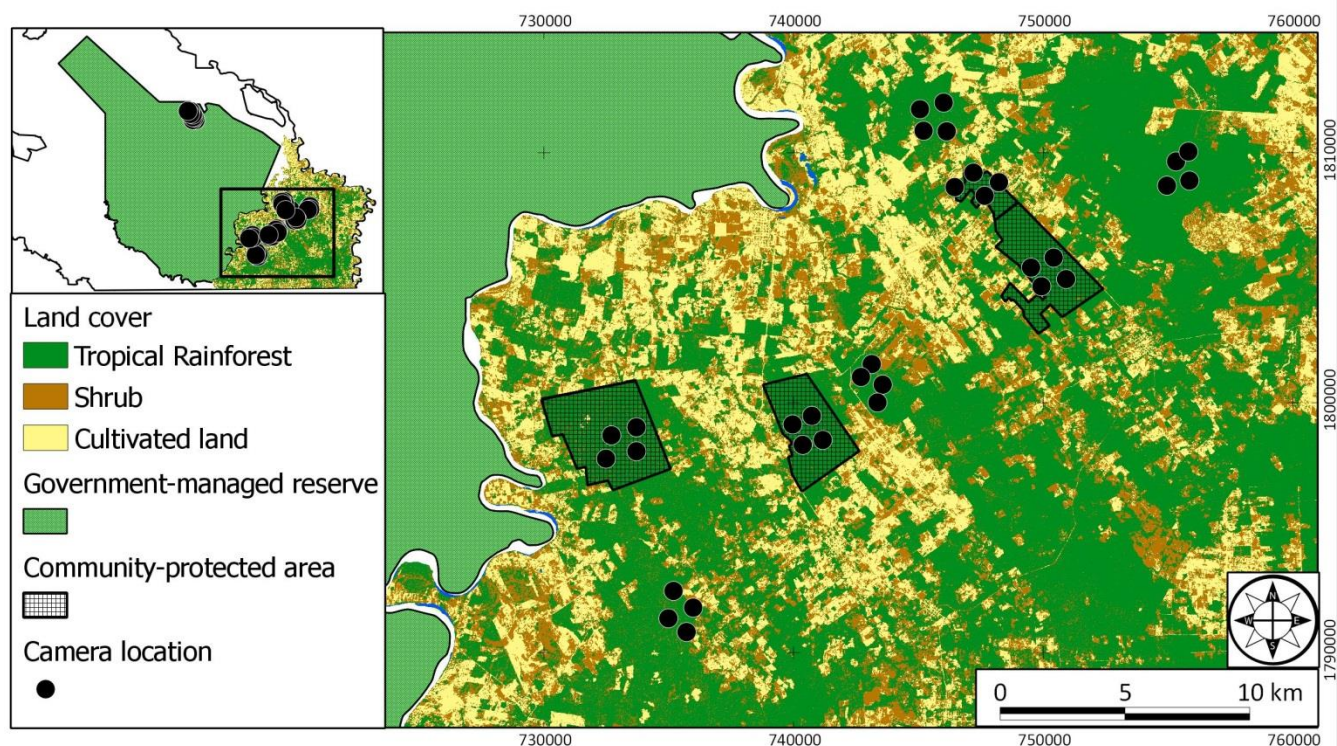 730000
740000
750000
760000
1810000
Land cover
Tropical Rainforest
Shrub
Cultivated land
Government-managed reserve
Community-protected area
Camera location
1800000
1790000
N
W
E
S
0
5
10 km
730000
740000
750000
760000